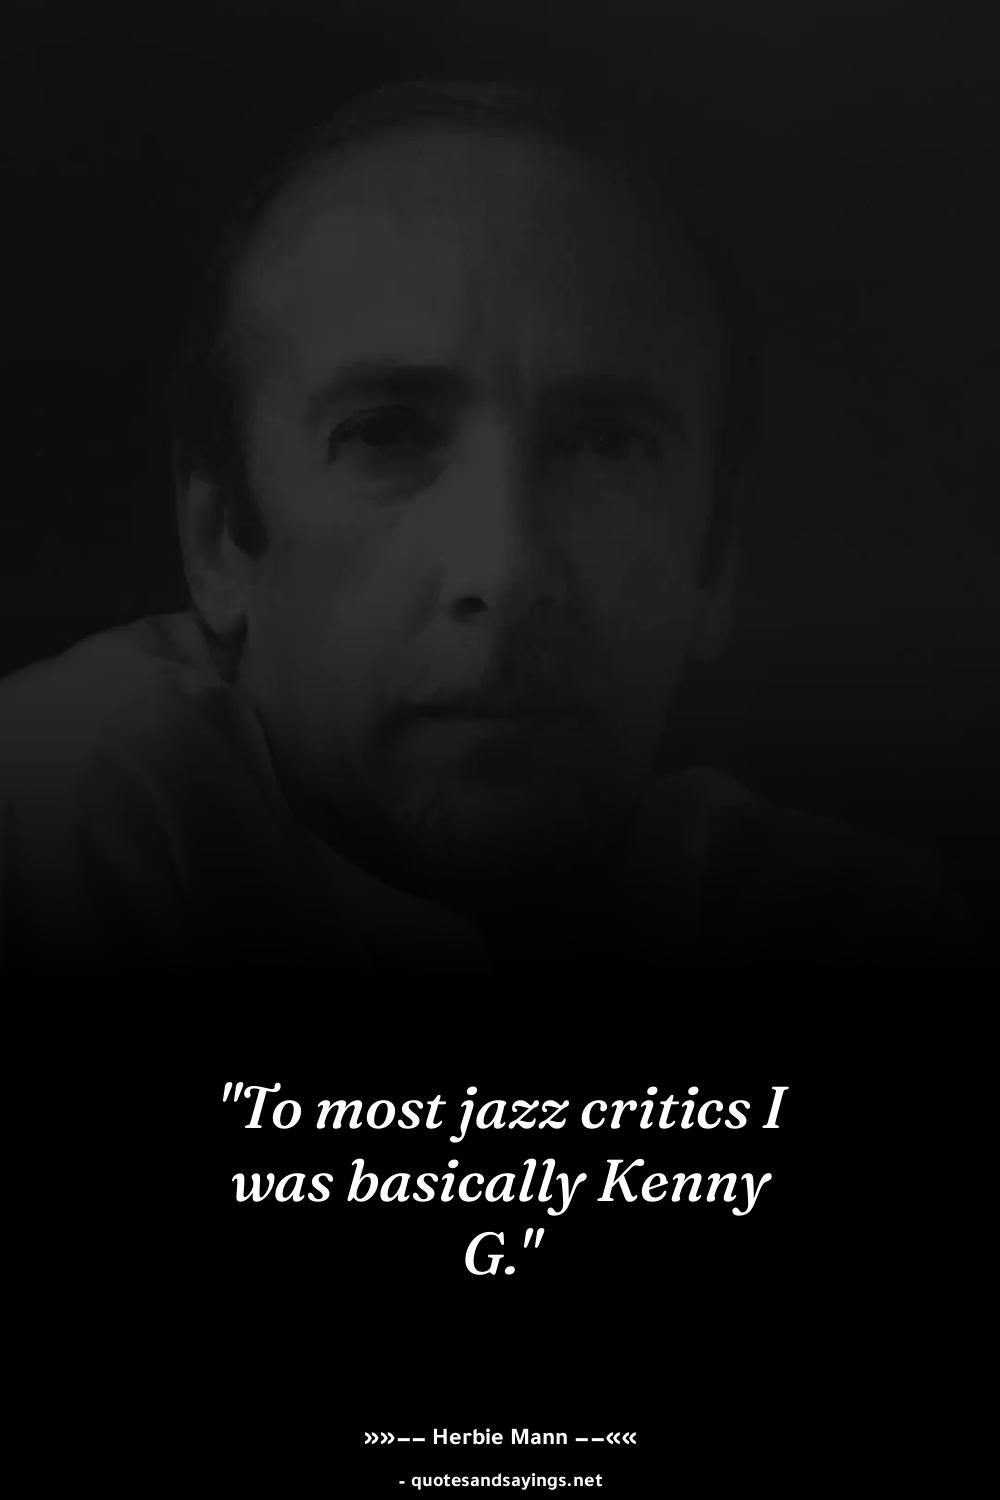 "To most jazz critics I
was basically Kenny
G."
»»−− Herbie Mann −−««
- quotesandsayings.net